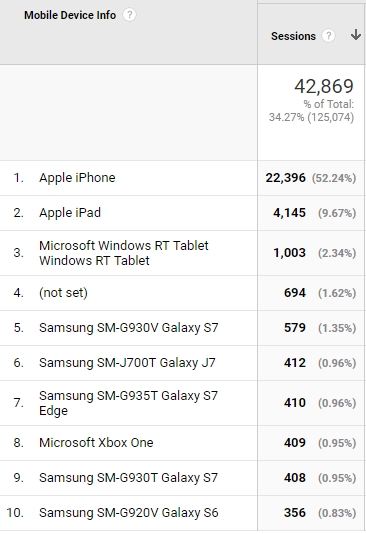 Mobile Device Info ?
Sessions ? ↓
42,869
% of Total:
34.27% (125,074)
1. Apple iPhone 22,396 (52.24%)
2. Apple iPad 4,145 (9.67%)
3. Microsoft Windows RT Tablet
Windows RT Tablet 1,003 (2.34%)
4. (not set) 694 (1.62%)
5. Samsung SM-G930V Galaxy S7 579 (1.35%)
6. Samsung SM-J700T Galaxy J7 412 (0.96%)
7. Samsung SM-G935T Galaxy S7
Edge 410 (0.96%)
8. Microsoft Xbox One 409 (0.95%)
9. Samsung SM-G930T Galaxy S7 408 (0.95%)
10. Samsung SM-G920V Galaxy S6 356 (0.83%)